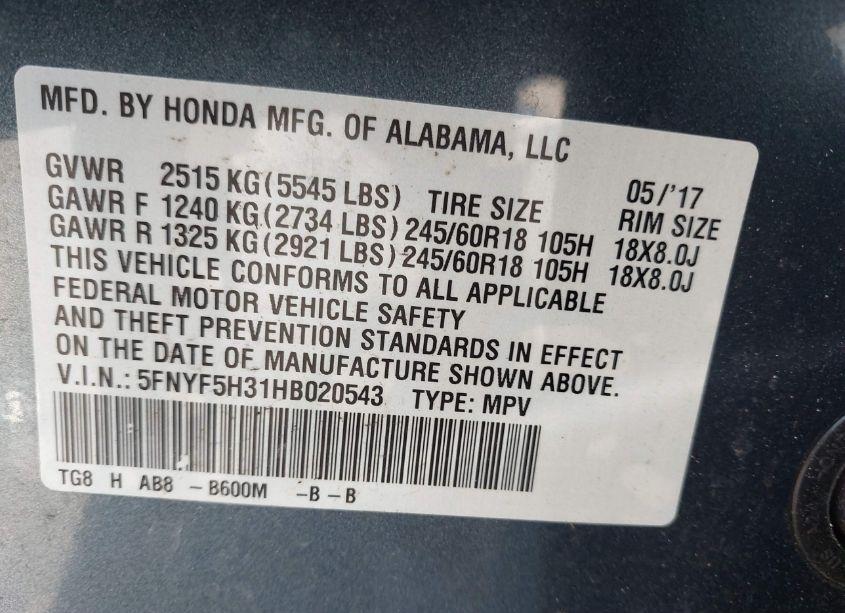 MFD. BY HONDA MFG. OF ALABAMA, LLC
GVWR 2515 KG (5545 LBS) TIRE SIZE 05/'17 RIM SIZE
GAWR F 1240 KG (2734 LBS) 245/60R18 105H 18X8.0J
GAWR R 1325 KG (2921 LBS) 245/60R18 105H 18X8.0J
THIS VEHICLE CONFORMS TO ALL APPLICABLE
FEDERAL MOTOR VEHICLE SAFETY
AND THEFT PREVENTION STANDARDS IN EFFECT
ON THE DATE OF MANUFACTURE SHOWN ABOVE.
V.I.N.: 5FNYF5H31HB020543 TYPE: MPV
TG8 H AB8 - B600M -B - B